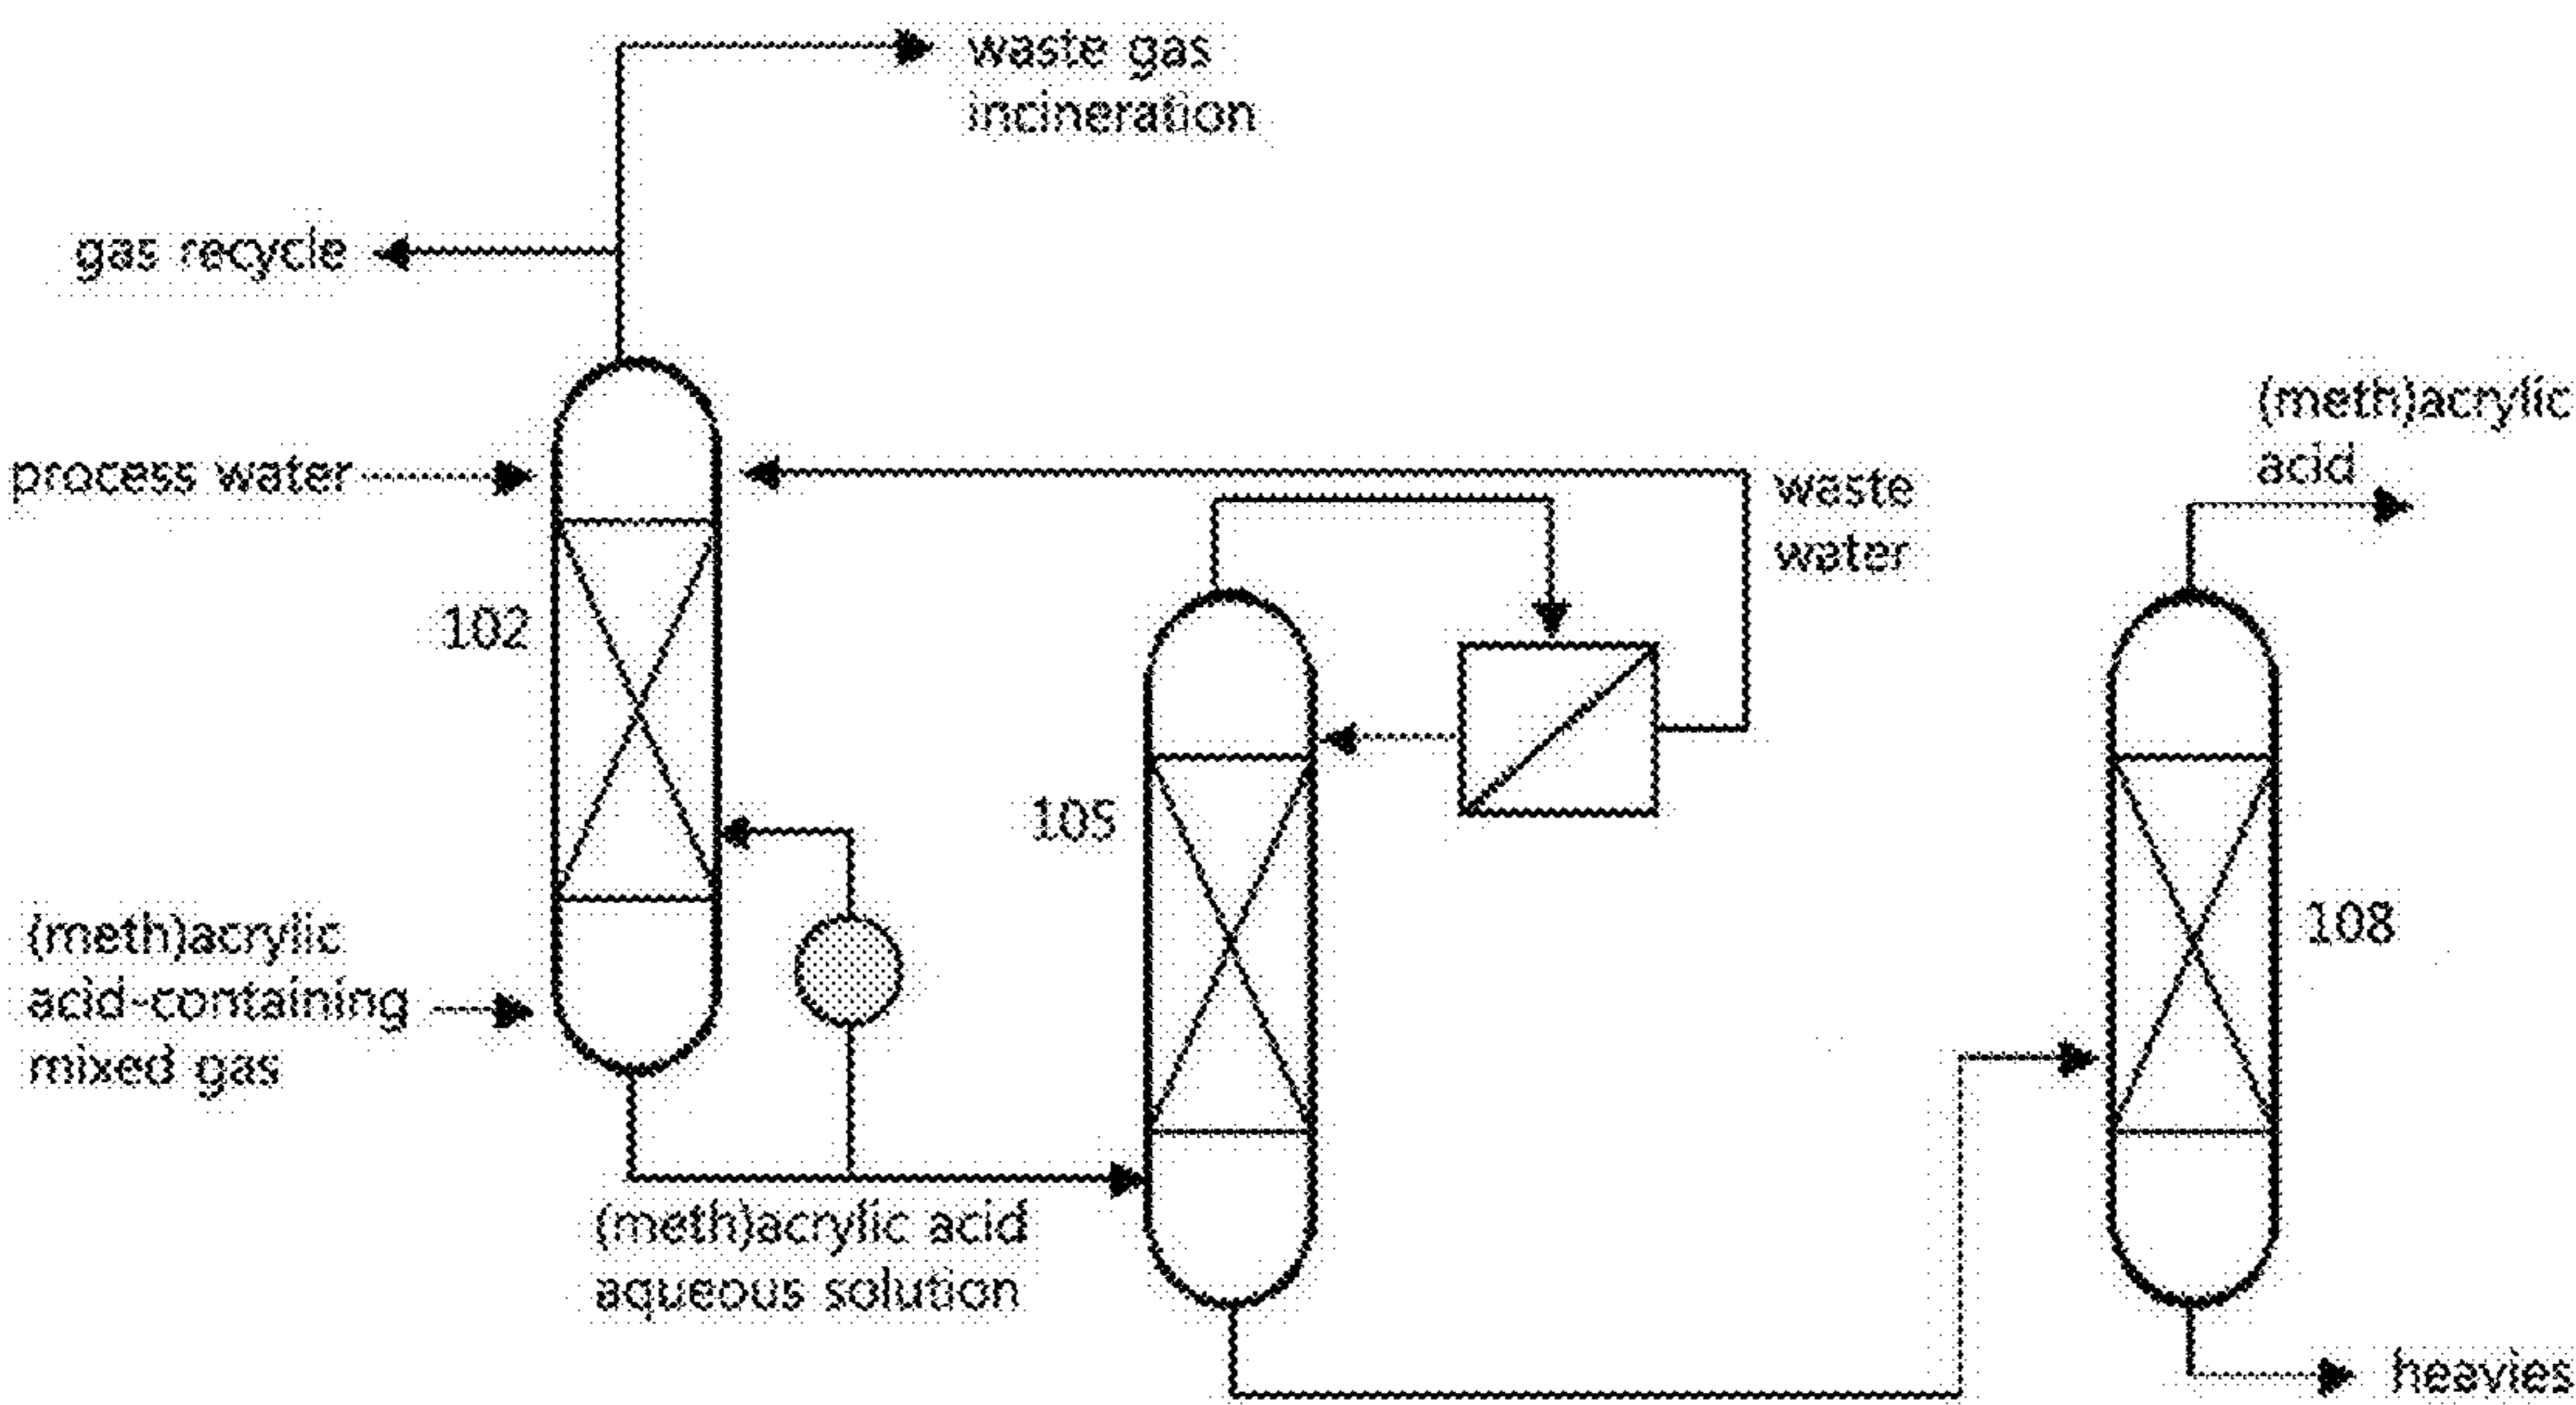 waste gas
incineration
gas recycle
process water
waste
water
(meth)acrylic
acid
102
105
108
(meth)acrylic
acid-containing
mixed gas
(meth)acrylic acid
aqueous solution
heavies